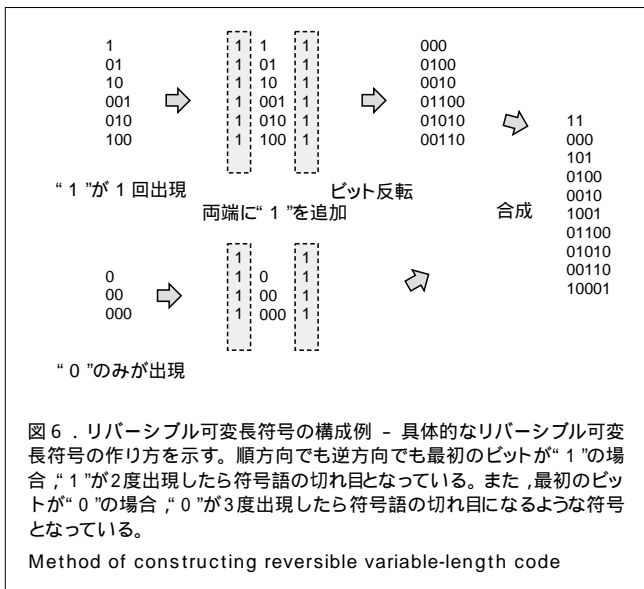 1
01
10
001
010
100
1 1 1
1 01 1
1 10 1
1 001 1
1 010 1
1 100 1
000
0100
0010
01100
01010
00110
“1”が1回出現
両端に“1”を追加
ビット反転
0
00
000
1 1
1 0 1
1 00 1
1 000 1
“0”のみが出現
合成
11
000
101
0100
0010
1001
01100
01010
00110
10001
図6．リバーシブル可変長符号の構成例 － 具体的なリバーシブル可変
長符号の作り方を示す。順方向でも逆方向でも最初のビットが“1”の場
合，“1”が2度出現したら符号語の切れ目となっている。また，最初のビッ
トが“0”の場合，“0”が3度出現したら符号語の切れ目になるような符号
となっている。
Method of constructing reversible variable-length code